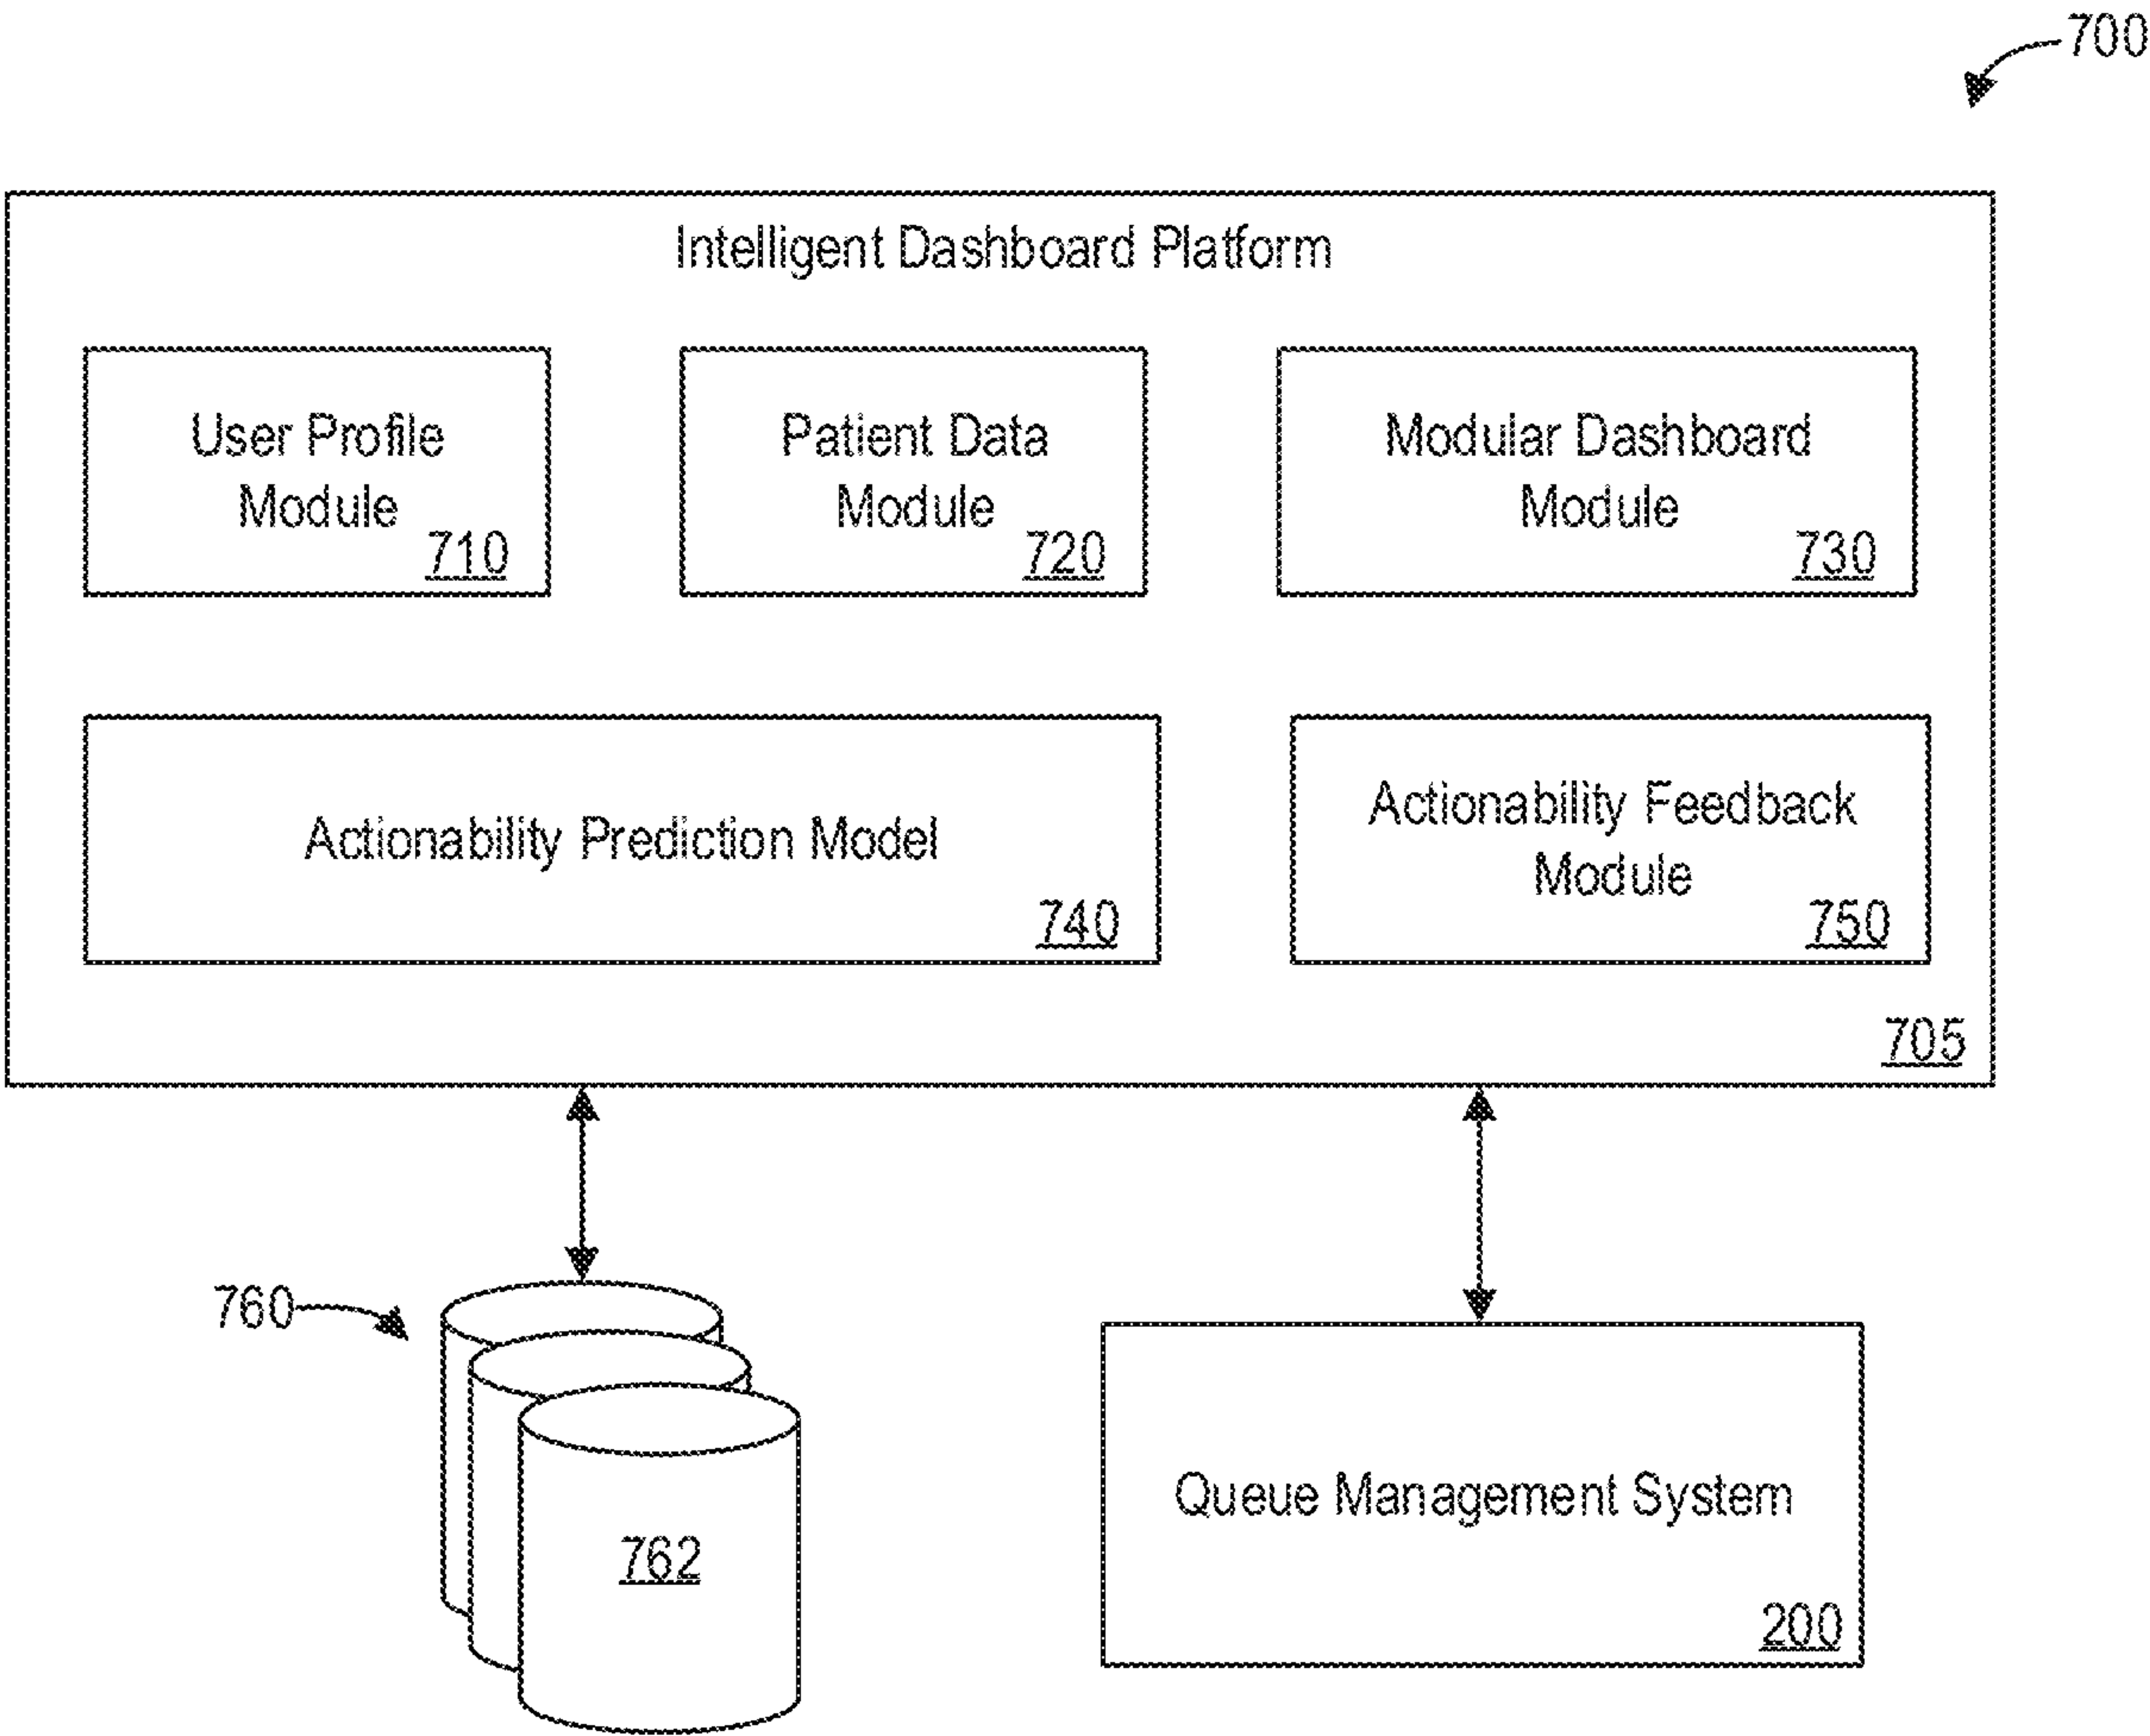 700
Intelligent Dashboard Platform
User Profile
Module
710
Patient Data
Module
720
Modular Dashboard
Module
730
Actionability Prediction Model
740
Actionability Feedback
Module
750
705
760
762
Queue Management System
200